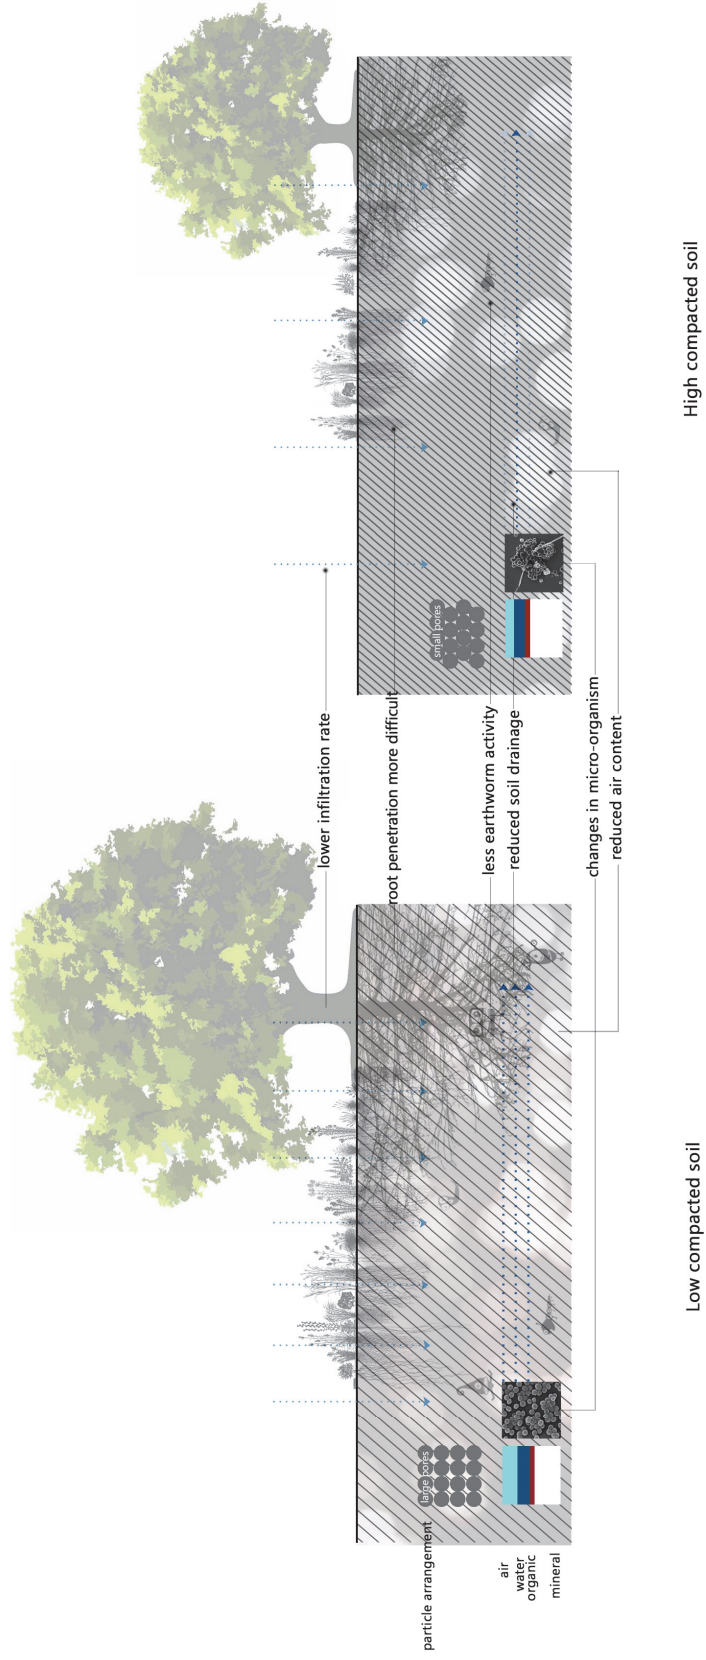 particle arrangement
large pores
air
water
organic
mineral
lower infiltration rate
root penetration more difficult
less earthworm activity
reduced soil drainage
changes in micro-organism
reduced air content
small pores
Low compacted soil
High compacted soil